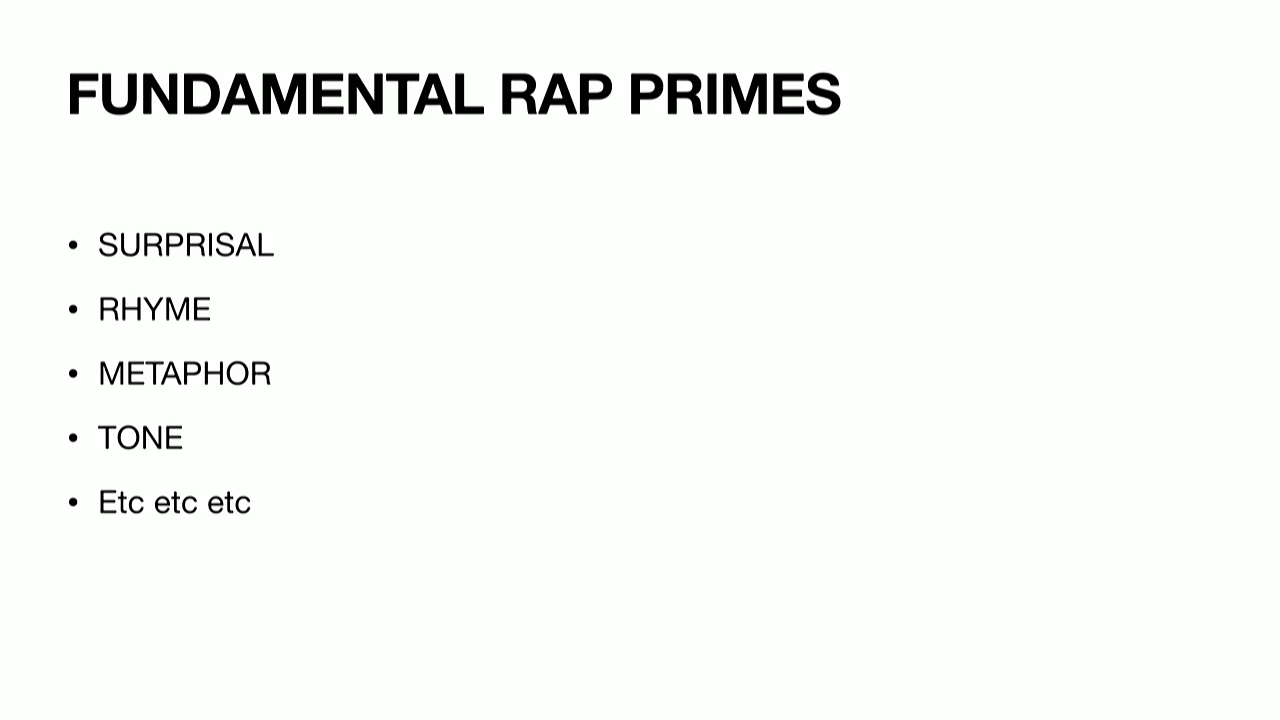 FUNDAMENTAL RAP PRIMES
• SURPRISAL
• RHYME
• METAPHOR
• TONE
• Etc etc etc